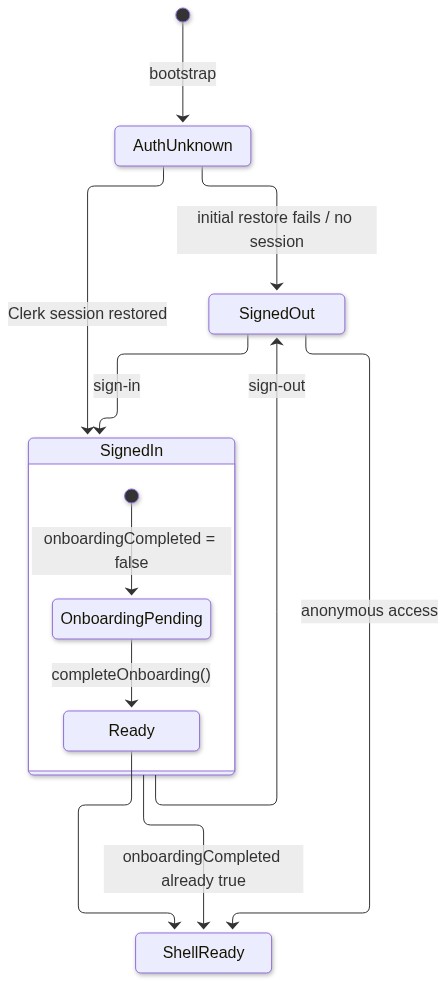 bootstrap
AuthUnknown
initial restore fails / no
session
Clerk session restored
SignedOut
sign-in
sign-out
SignedIn
onboardingCompleted =
false
OnboardingPending
anonymous access
completeOnboarding()
Ready
onboardingCompleted
already true
ShellReady